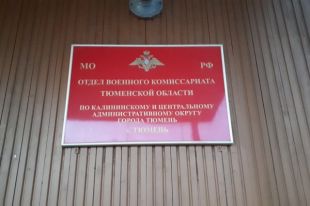 МО РФ
ОТДЕЛ ВОЕННОГО КОМИССАРИАТА
ТЮМЕНСКОЙ ОБЛАСТИ
ПО КАЛИНИНСКОМУ И ЦЕНТРАЛЬНОМУ
АДМИНИСТРАТИВНОМУ ОКРУГУ
ГОРОДА ТЮМЕНЬ
г. ТЮМЕНЬ